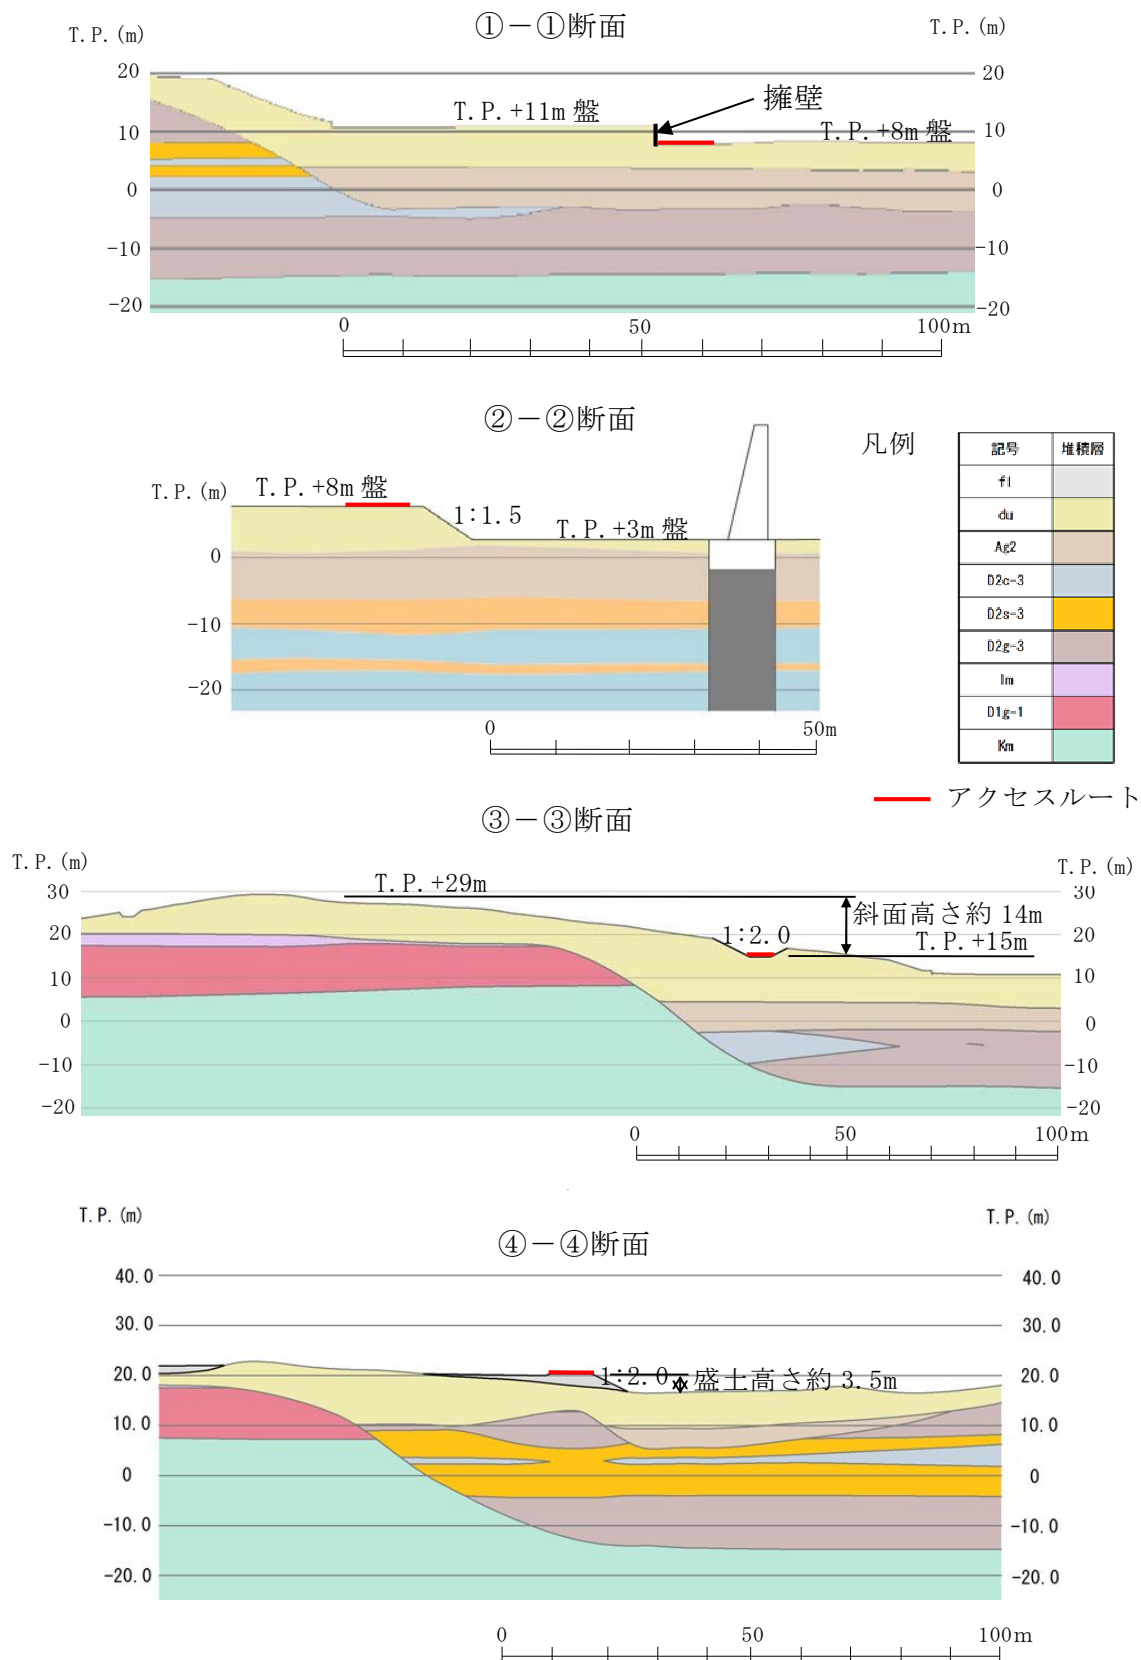 ①－①断面
T.P.(m)
T.P.(m)
20
20
擁壁
T.P.+11m 盤
T.P.+8m 盤
10
10
0
0
-10
-10
-20
-20
0
50
100m
②－②断面
凡例
記号 堆積層
fl
du
Ag2
D2c-3
D2s-3
D2g-3
lm
D1g-1
Km
T.P.(m)
T.P.+8m 盤
1:1.5
T.P.+3m 盤
0
-10
-20
0
50m
アクセスルート
③－③断面
T.P.(m)
T.P.(m)
30
T.P.+29m
30
斜面高さ約 14m
20
1:2.0
T.P.+15m
20
10
10
0
0
-10
-10
-20
-20
0
50
100m
T.P.(m)
T.P.(m)
④－④断面
40.0
40.0
30.0
30.0
20.0
1:2.0
盛土高さ約 3.5m
20.0
10.0
10.0
0
0
-10.0
-10.0
-20.0
-20.0
0
50
100m